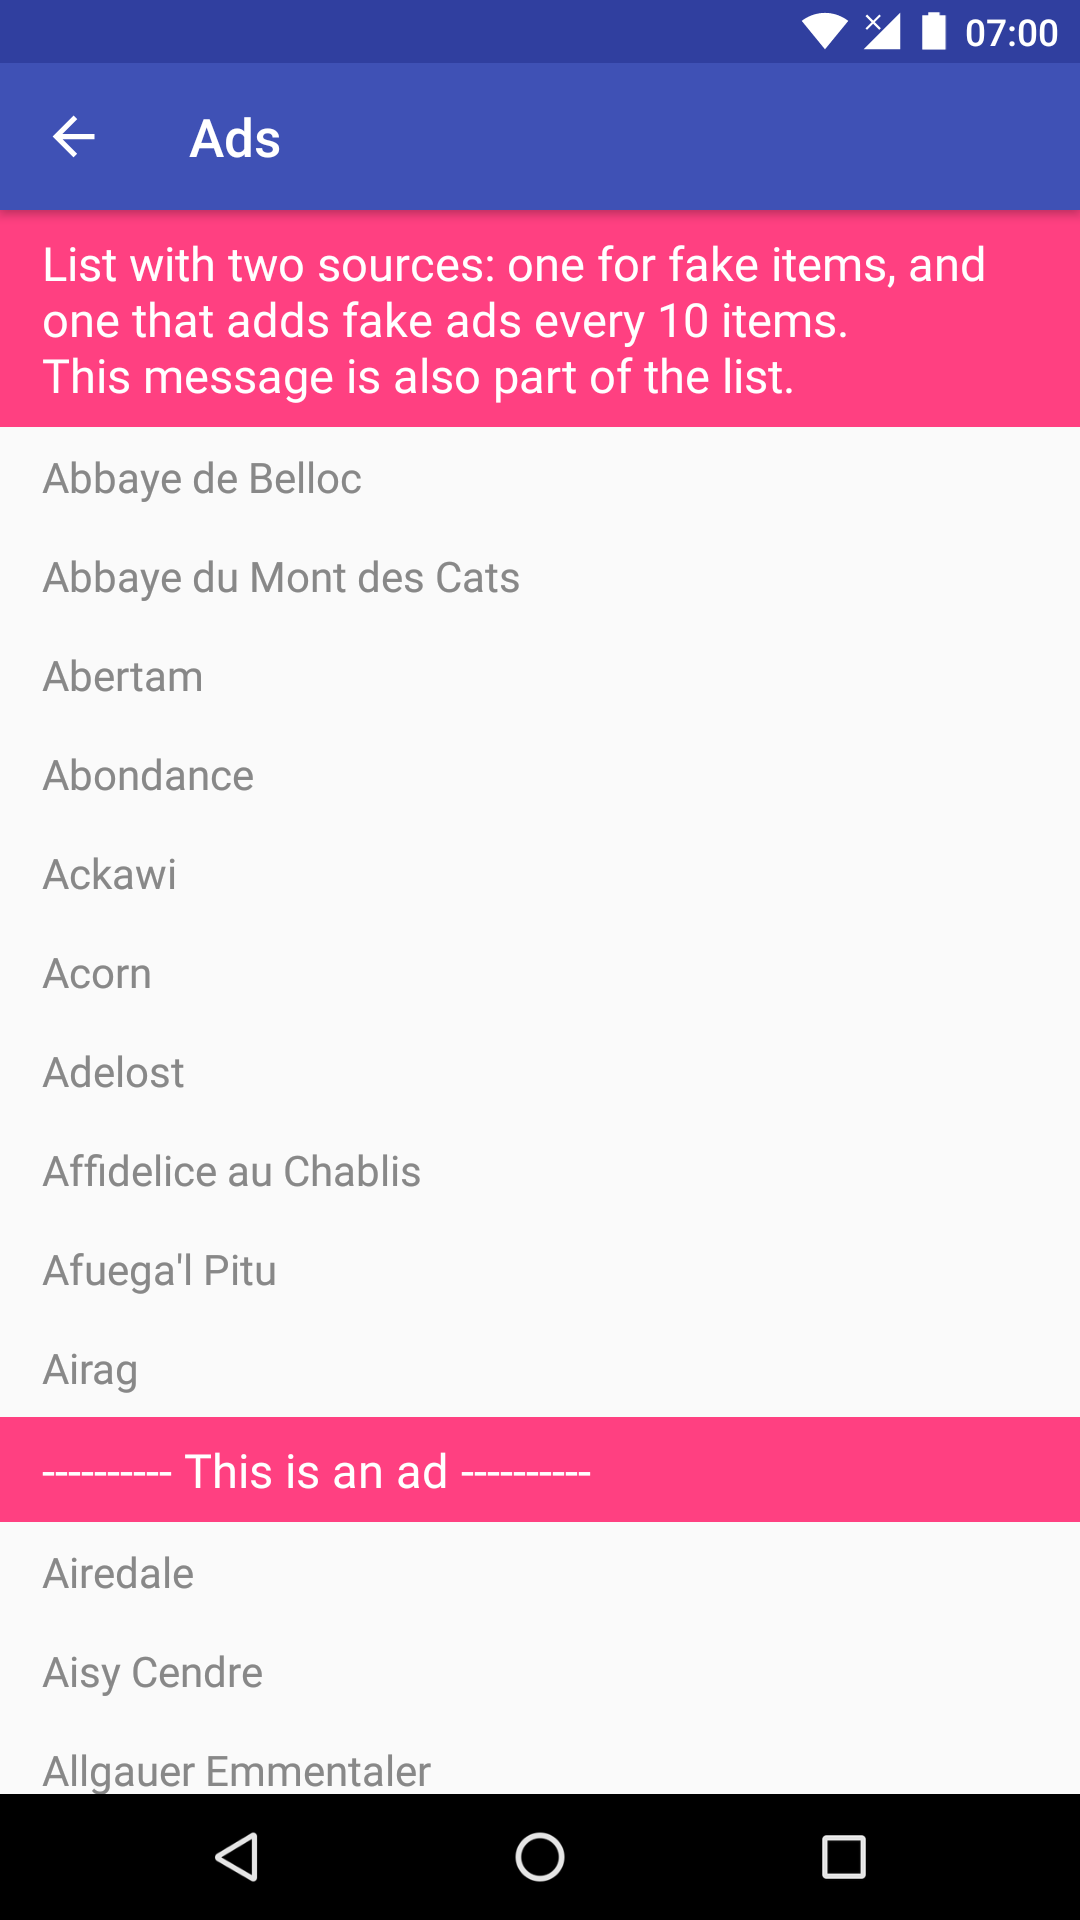 07:00
Ads
List with two sources: one for fake items, and
one that adds fake ads every 10 items.
This message is also part of the list.
Abbaye de Belloc
Abbaye du Mont des Cats
Abertam
Abondance
Ackawi
Acorn
Adelost
Affidelice au Chablis
Afuega'l Pitu
Airag
---------- This is an ad ----------
Airedale
Aisy Cendre
Allgauer Emmentaler